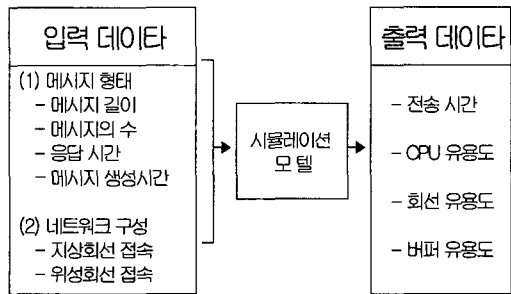 입력 데이타
(1) 메시지 형태
– 메시지 길이
– 메시지의 수
– 응답 시간
– 메시지 생성시간
(2) 네트워크 구성
– 지상회선 접속
– 위성회선 접속
시뮬레이션
모 텔
출력 데이타
– 전송 시간
– CPU 유용도
– 회선 유용도
– 버퍼 유용도